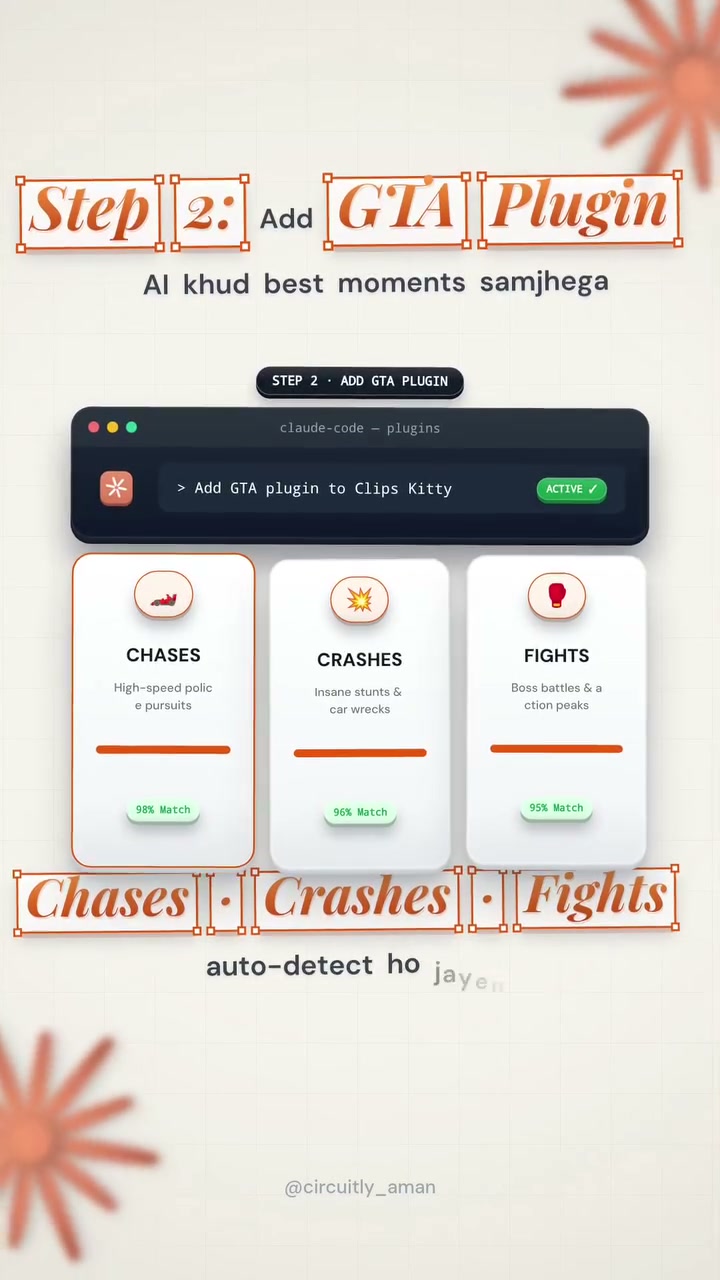 Step 2: Add GTA Plugin
AI khud best moments samjhega
STEP 2 · ADD GTA PLUGIN
claude-code — plugins
> Add GTA plugin to Clips Kitty
ACTIVE ✓
CHASES
High-speed polic
e pursuits
98% Match
CRASHES
Insane stunts &
car wrecks
96% Match
FIGHTS
Boss battles & a
ction peaks
95% Match
Chases · Crashes · Fights
auto-detect ho jayen
@circuitly_aman